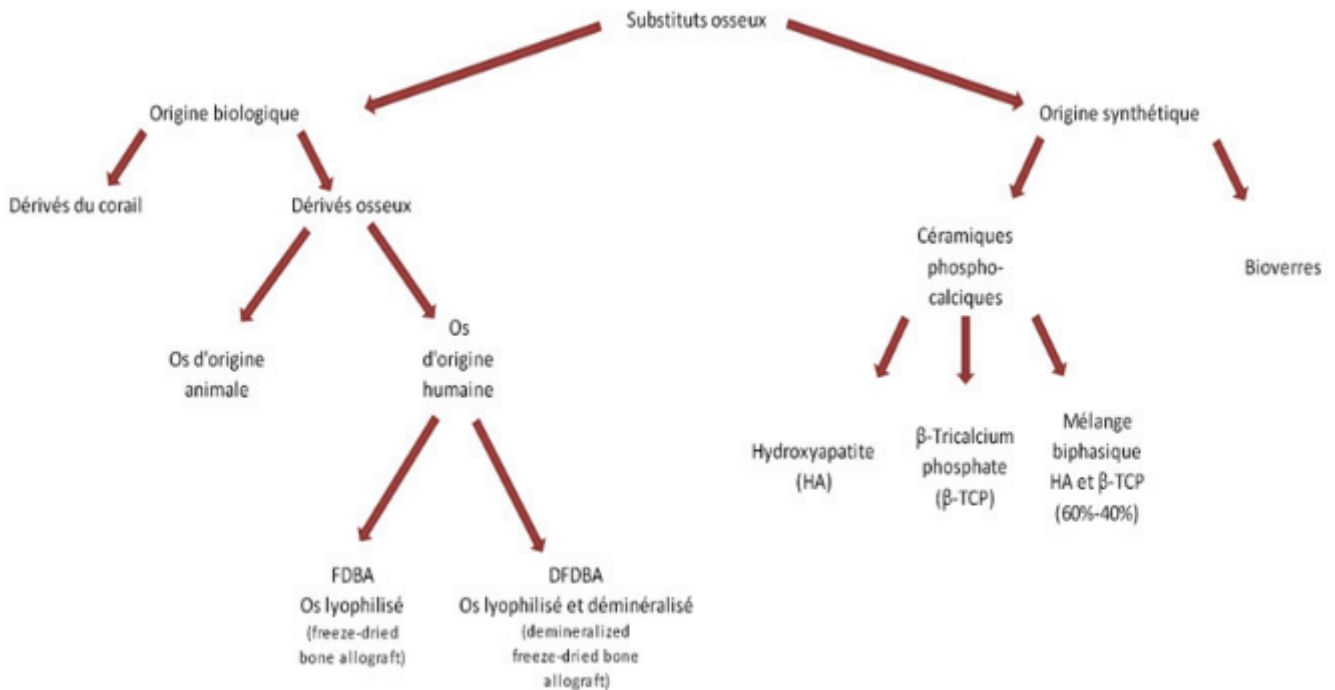 Substituts osseux
Origine biologique
Origine synthétique
Dérivés du corail
Dérivés osseux
Céramiques
phospho-
calciques
Bioverres
Os d'origine
animale
Os
d'origine
humaine
Hydroxyapatite
(HA)
β-Tricalcium
phosphate
(β-TCP)
Mélange
biphasique
HA et β-TCP
(60%-40%)
FDBA
Os lyophilisé
(freeze-dried
bone allograft)
DFDBA
Os lyophilisé et déminéralisé
(demineralized
freeze-dried bone
allograft)